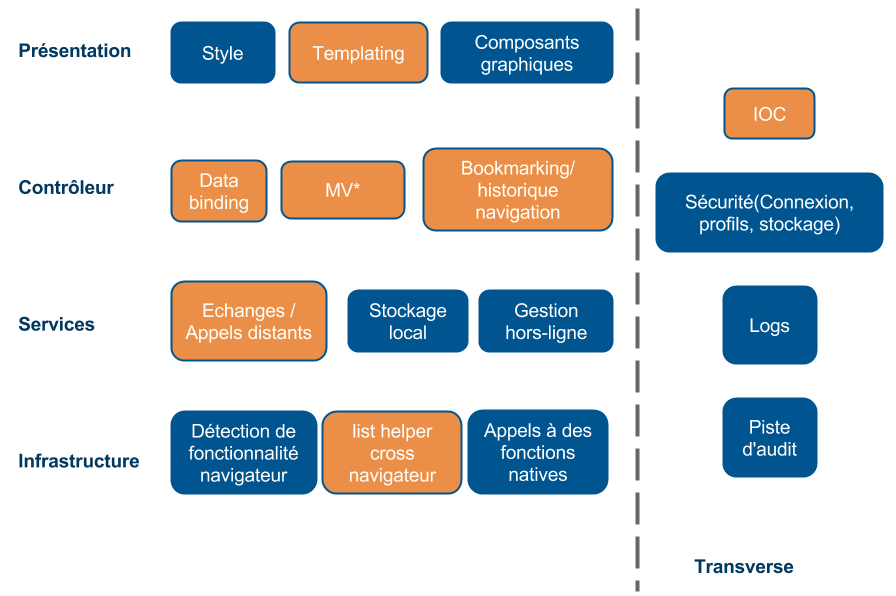 Présentation
Style
Templating
Composants
graphiques
Contrôleur
Data
binding
MV*
Bookmarking/
historique
navigation
Services
Echanges /
Appels distants
Stockage
local
Gestion
hors-ligne
Infrastructure
Détection de
fonctionnalité
navigateur
list helper
cross
navigateur
Appels à des
fonctions
natives
IOC
Sécurité(Connexion,
profils, stockage)
Logs
Piste
d'audit
Transverse